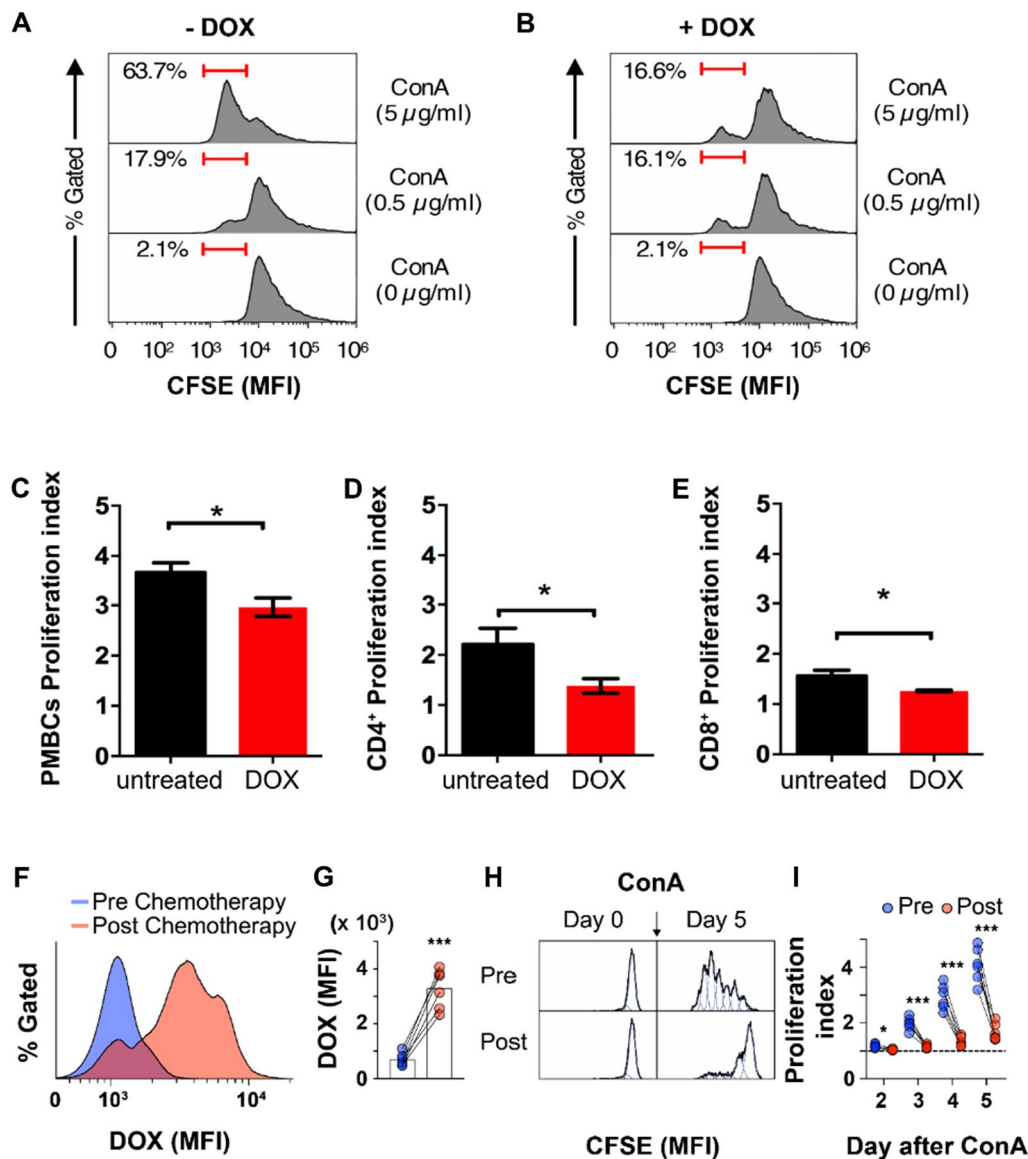 A
- DOX
% Gated
63.7%
ConA
(5 µg/ml)
17.9%
ConA
(0.5 µg/ml)
2.1%
ConA
(0 µg/ml)
0 10² 10³ 10⁴ 10⁵ 10⁶
CFSE (MFI)
B
+ DOX
% Gated
16.6%
ConA
(5 µg/ml)
16.1%
ConA
(0.5 µg/ml)
2.1%
ConA
(0 µg/ml)
0 10² 10³ 10⁴ 10⁵ 10⁶
CFSE (MFI)
C
PMBCs Proliferation index
5
4
3
2
1
0
*
untreated DOX
D
CD4⁺ Proliferation index
5
4
3
2
1
0
*
untreated DOX
E
CD8⁺ Proliferation index
5
4
3
2
1
0
*
untreated DOX
F
Pre Chemotherapy
Post Chemotherapy
% Gated
0 10³ 10⁴
DOX (MFI)
G
(x 10³)
DOX (MFI)
4
2
0
***
H
ConA
Day 0 Day 5
Pre
Post
CFSE (MFI)
I
Pre Post
Proliferation
index
4
2
0
* *** *** ***
2 3 4 5
Day after ConA